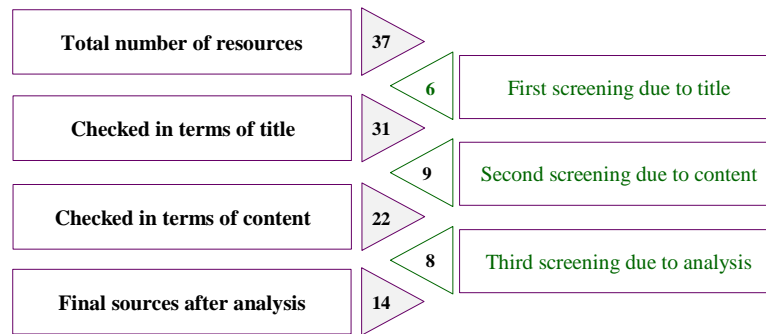 Total number of resources
37
6
First screening due to title
Checked in terms of title
31
9
Second screening due to content
Checked in terms of content
22
8
Third screening due to analysis
Final sources after analysis
14